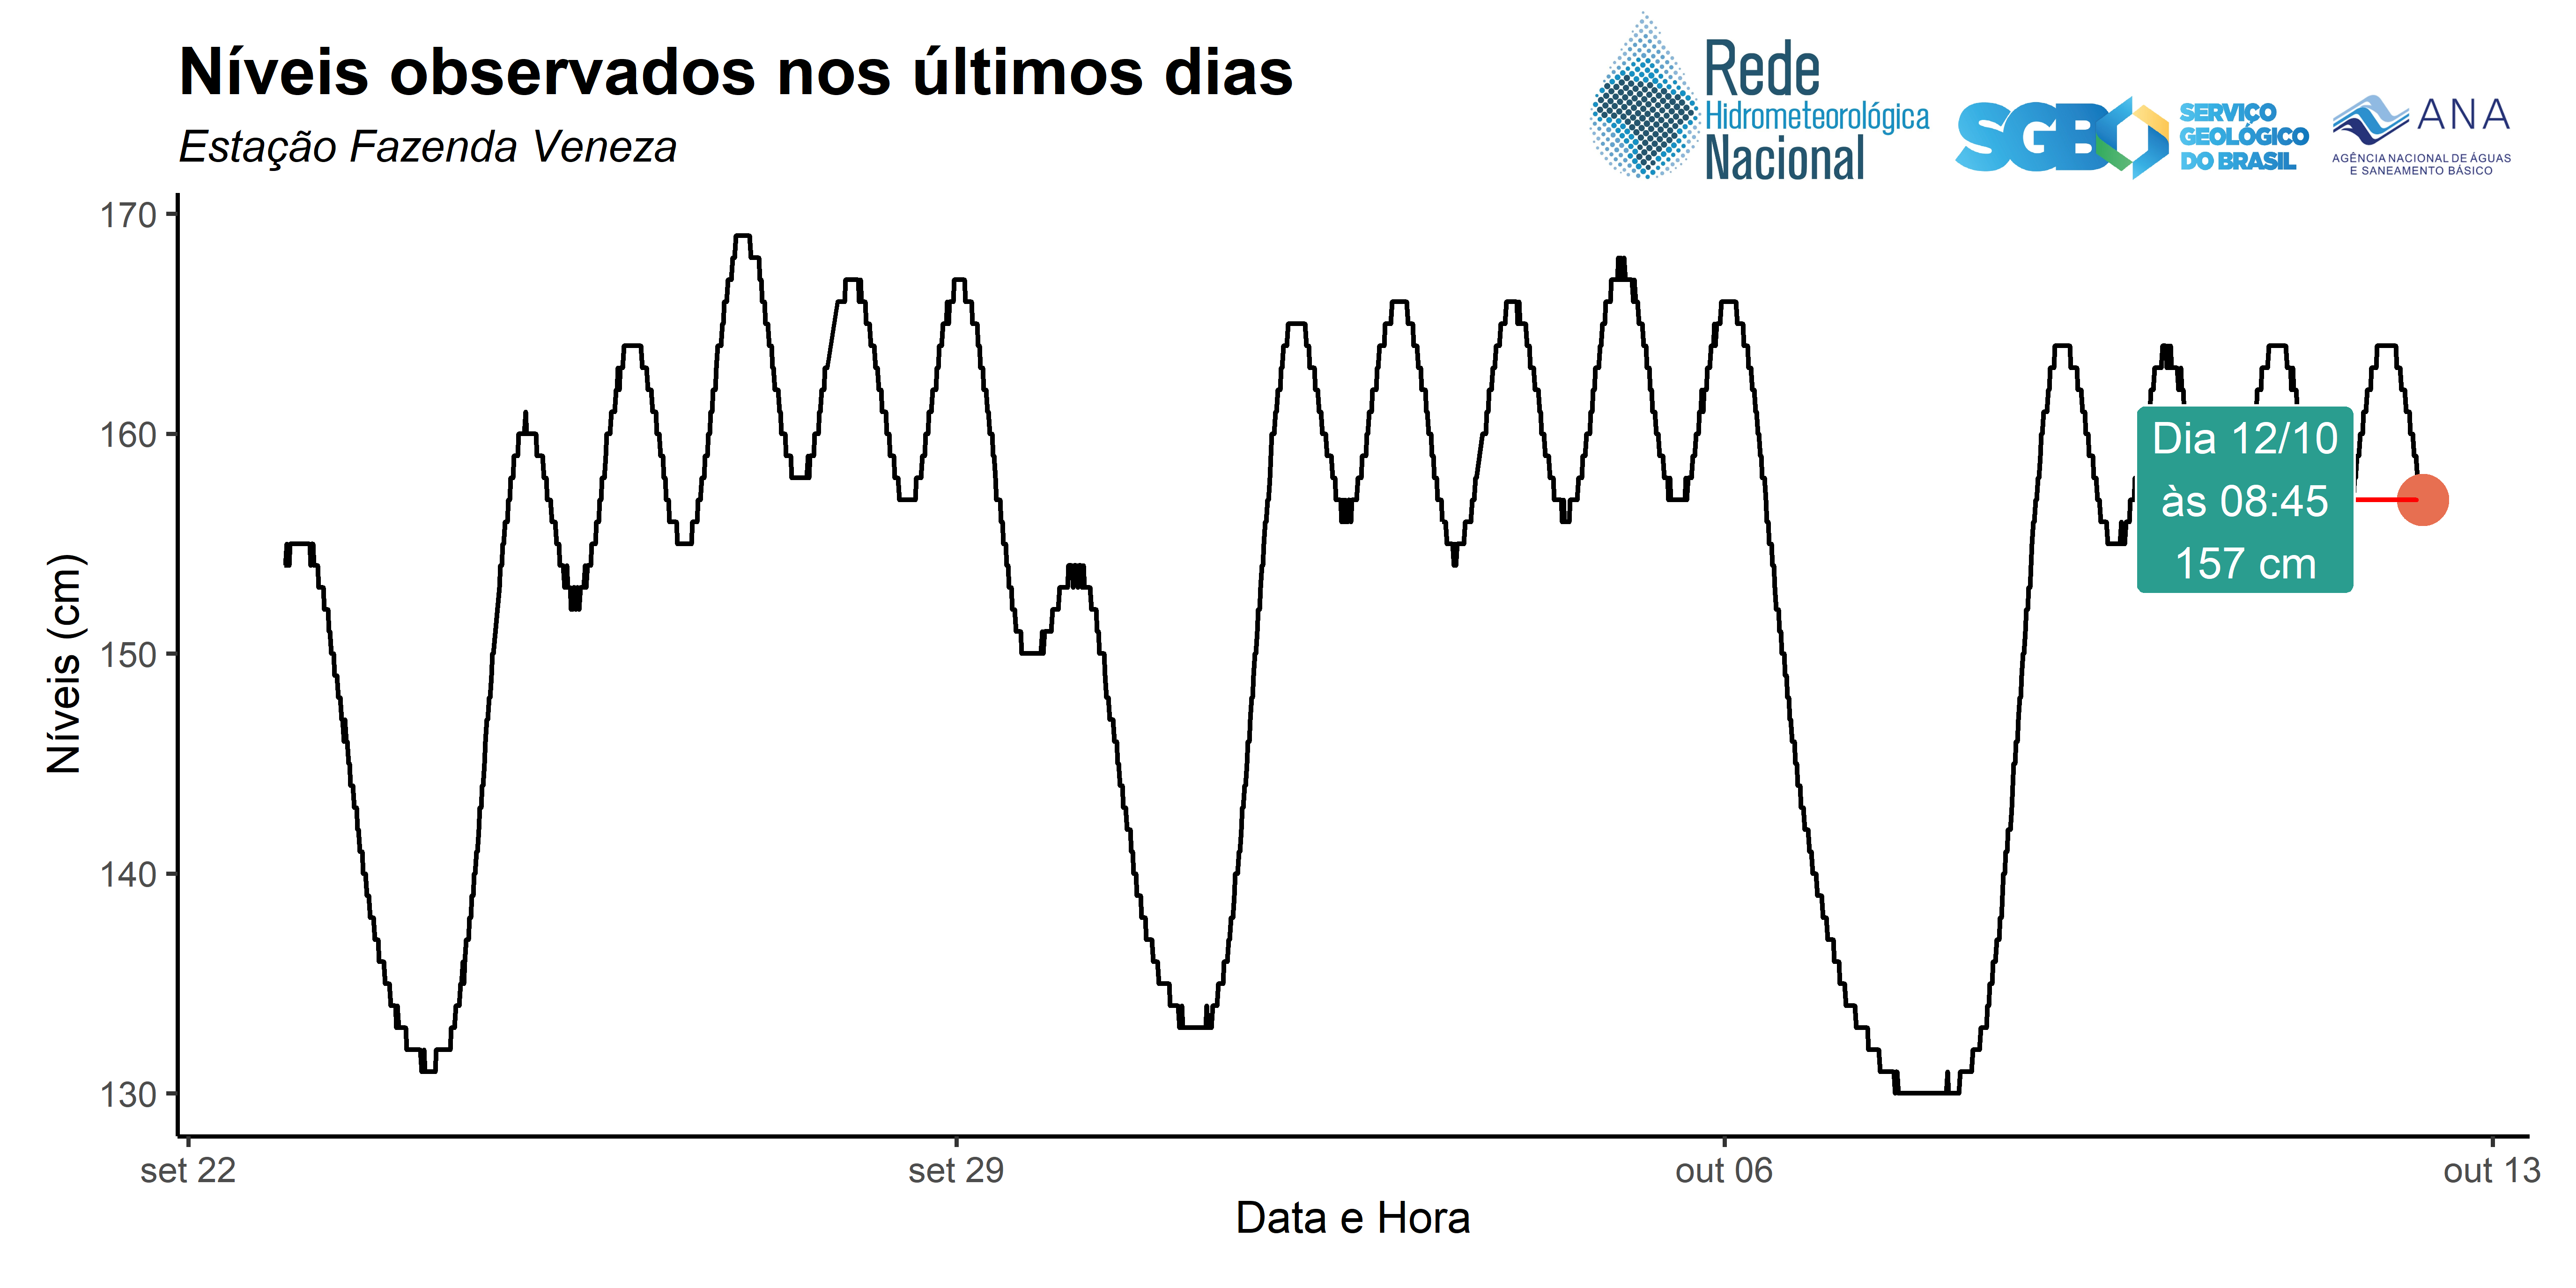 Níveis observados nos últimos dias
Estação Fazenda Veneza
Rede
Hidrometeorológica
Nacional
SGB
SERVIÇO
GEOLÓGICO
DO BRASIL
ANA
AGÊNCIA NACIONAL DE ÁGUAS
E SANEAMENTO BÁSICO
170
160
150
140
130
Níveis (cm)
Dia 12/10
às 08:45
157 cm
set 22
set 29
out 06
out 13
Data e Hora